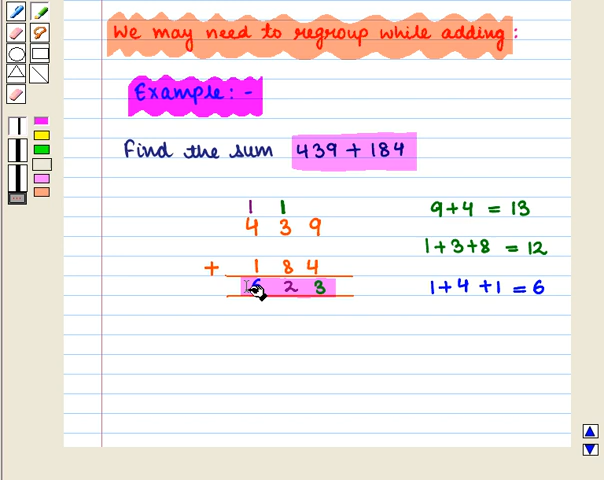 We may need to regroup while adding:
Example:-
Find the sum 439 + 184
1 1
4 3 9
9+4 = 13
1+3+8 = 12
+ 1 8 4
6 2 3
1+4+1 = 6